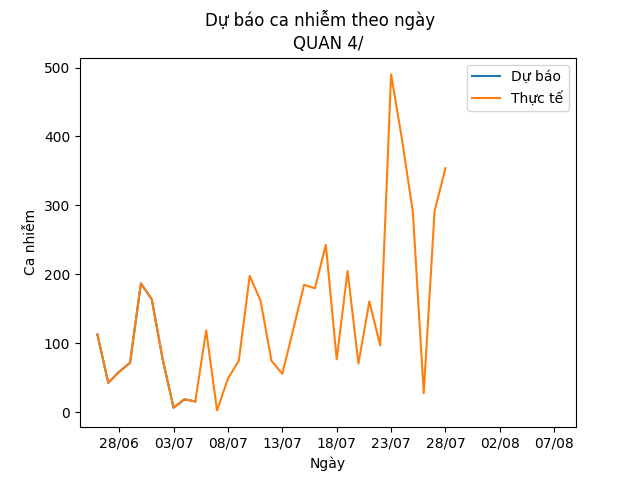 Dự báo ca nhiễm theo ngày
QUAN 4/
Dự báo
Thực tế
Ca nhiễm
500
400
300
200
100
0
28/06 03/07 08/07 13/07 18/07 23/07 28/07 02/08 07/08
Ngày